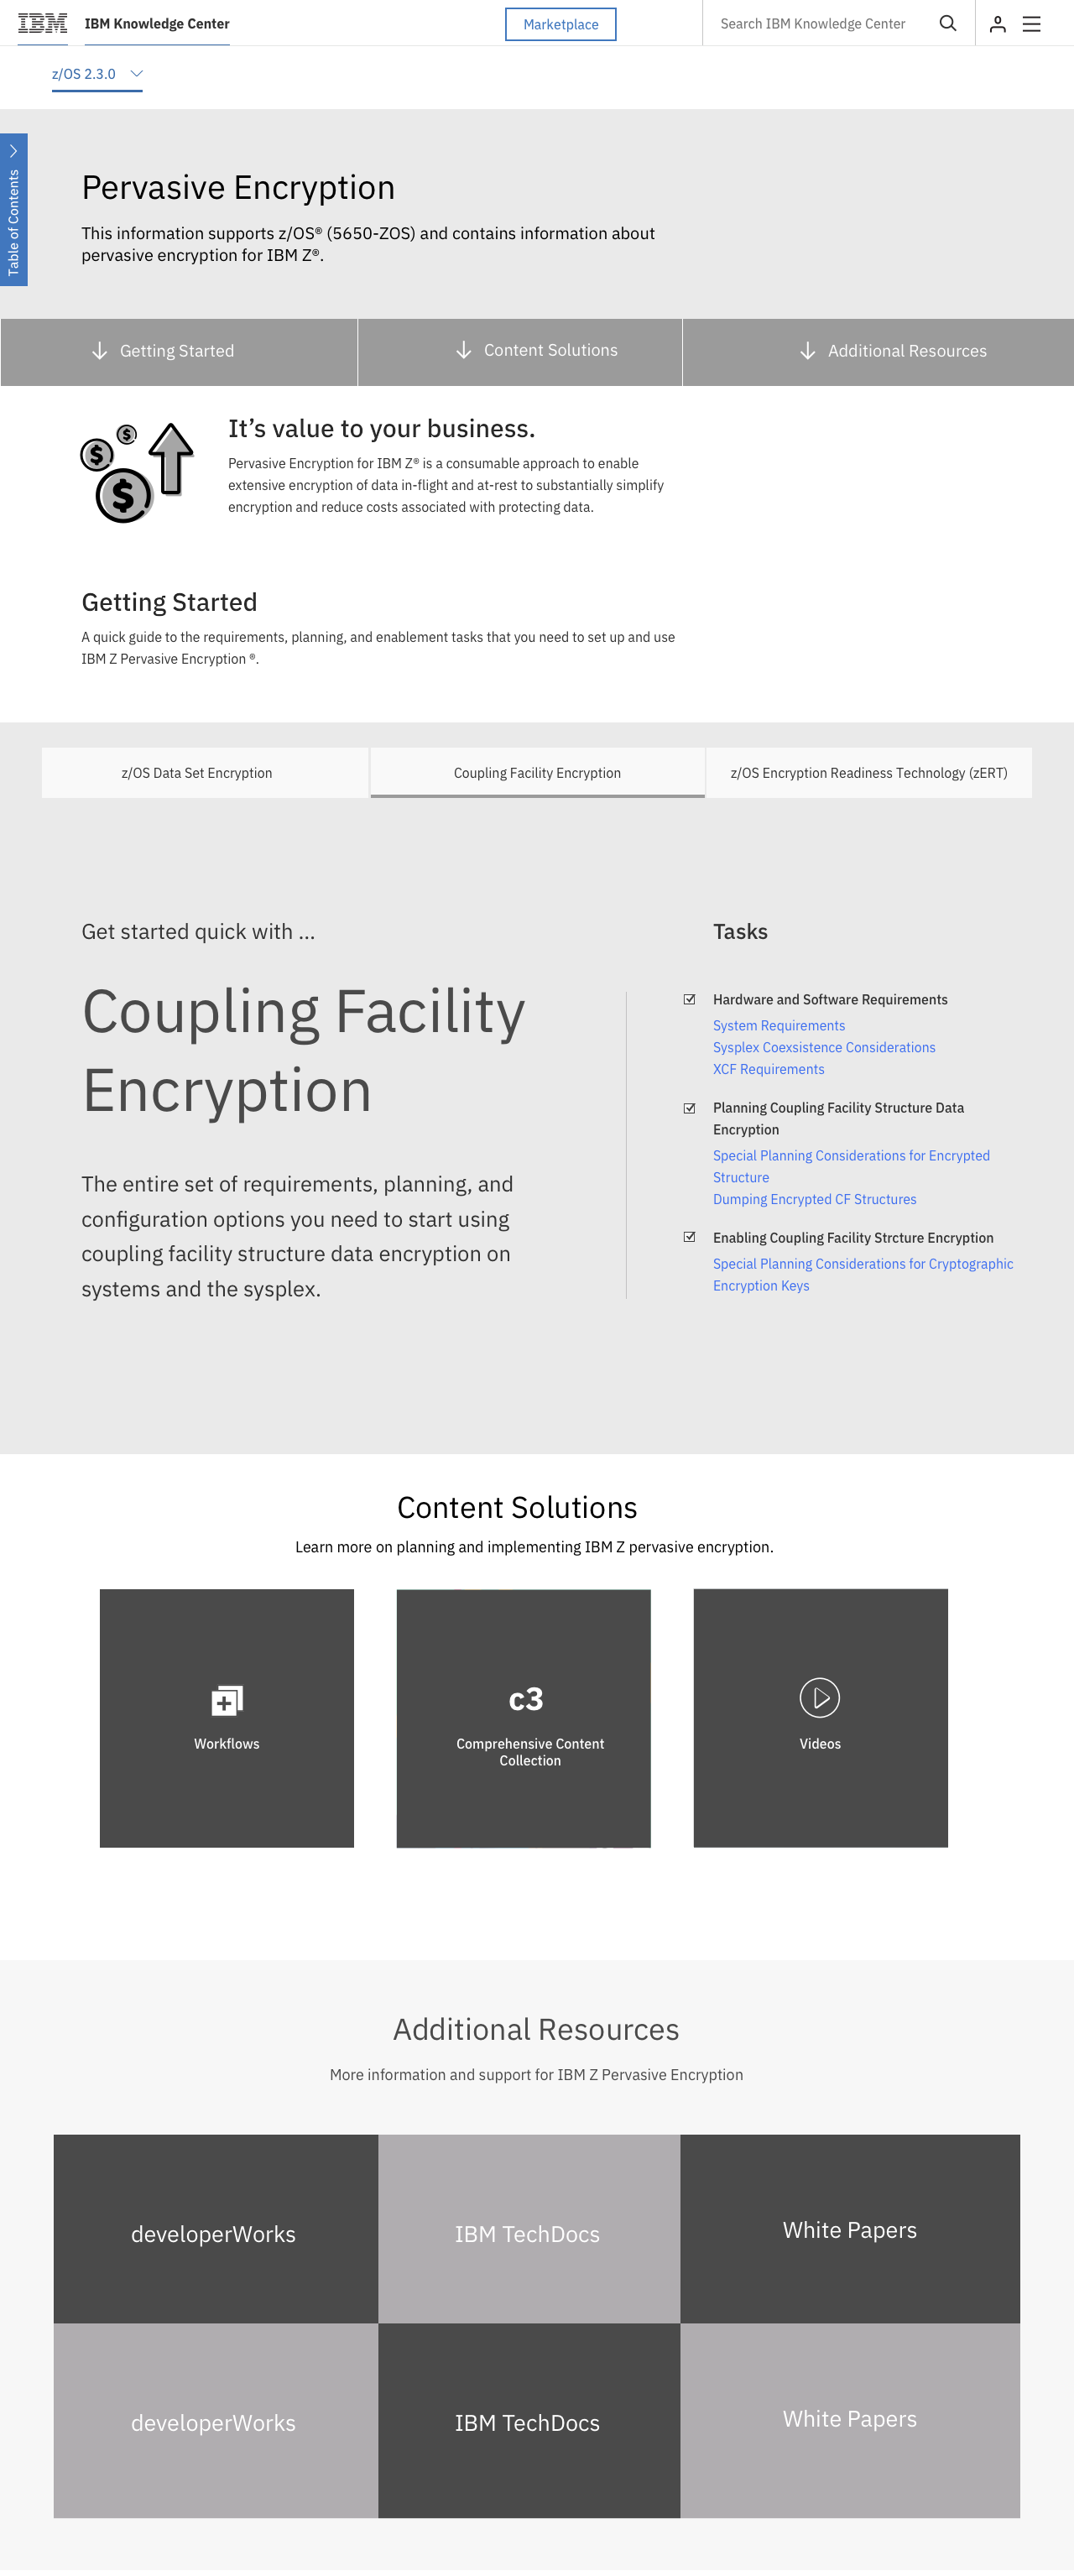 IBM
IBM Knowledge Center
Marketplace
Search IBM Knowledge Center
z/OS 2.3.0
Table of Contents
Pervasive Encryption
This information supports z/OS® (5650-ZOS) and contains information about
pervasive encryption for IBM Z®.
Getting Started
Content Solutions
Additional Resources
$
$
$
It’s value to your business.
Pervasive Encryption for IBM Z® is a consumable approach to enable
extensive encryption of data in-flight and at-rest to substantially simplify
encryption and reduce costs associated with protecting data.
Getting Started
A quick guide to the requirements, planning, and enablement tasks that you need to set up and use
IBM Z Pervasive Encryption ®.
z/OS Data Set Encryption
Coupling Facility Encryption
z/OS Encryption Readiness Technology (zERT)
Get started quick with ...
Coupling Facility
Encryption
The entire set of requirements, planning, and
configuration options you need to start using
coupling facility structure data encryption on
systems and the sysplex.
Tasks
Hardware and Software Requirements
System Requirements
Sysplex Coexsistence Considerations
XCF Requirements
Planning Coupling Facility Structure Data
Encryption
Special Planning Considerations for Encrypted
Structure
Dumping Encrypted CF Structures
Enabling Coupling Facility Strcture Encryption
Special Planning Considerations for Cryptographic
Encryption Keys
Content Solutions
Learn more on planning and implementing IBM Z pervasive encryption.
Workflows
c3
Comprehensive Content
Collection
Videos
Additional Resources
More information and support for IBM Z Pervasive Encryption
developerWorks
IBM TechDocs
White Papers
developerWorks
IBM TechDocs
White Papers